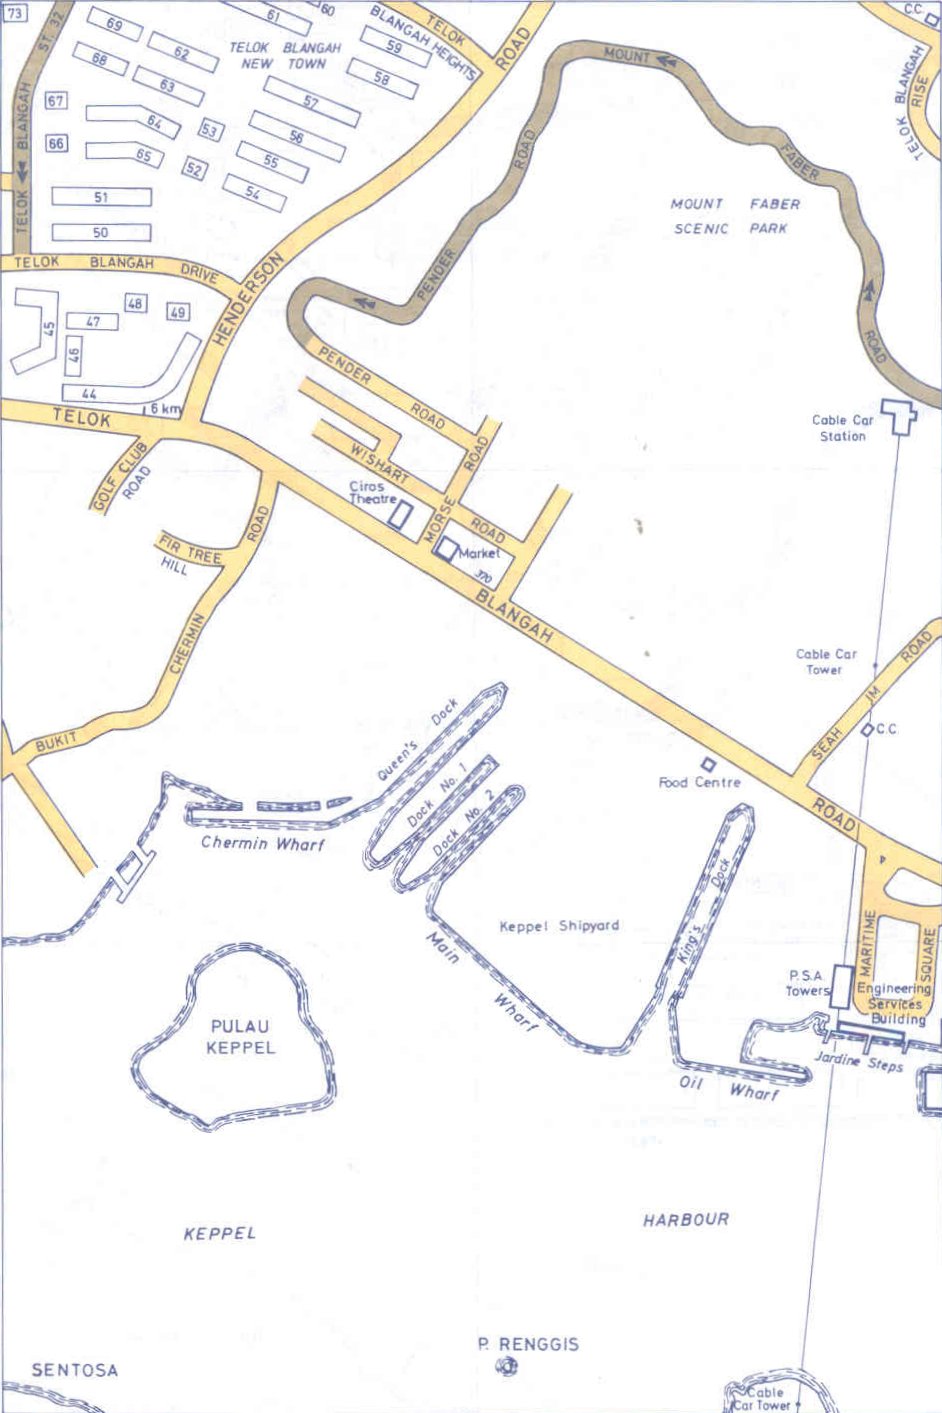 73
ST. 32
TELOK BLANGAH
69
62
61
60
68
63
TELOK BLANGAH
NEW TOWN
59
58
TELOK
BLANGAH HEIGHTS
ROAD
MOUNT
C.C.
TELOK BLANGAH
RISE
67
66
64
53
57
56
65
52
55
54
51
50
ROAD
FABER
MOUNT FABER
SCENIC PARK
TELOK BLANGAH DRIVE
HENDERSON
PENDER
ROAD
45
48
49
47
46
44
6 km
PENDER
ROAD
TELOK
Cable Car
Station
GOLF CLUB
ROAD
WISHART
ROAD
ROAD
MORSE
Ciros
Theatre
Market
370
ROAD
FIR TREE
HILL
BLANGAH
CHERMIN
BUKIT
Cable Car
Tower
ROAD
JM
SEAH
C.C.
Queen's Dock
Dock No. 1
Dock No. 2
Food Centre
ROAD
4
Chermin Wharf
King's Dock
Keppel Shipyard
Main Wharf
MARITIME
SQUARE
P.S.A.
Towers
Engineering
Services
Building
PULAU
KEPPEL
Jardine Steps
Oil Wharf
KEPPEL
HARBOUR
P. RENGGIS
SENTOSA
Cable
Car Tower